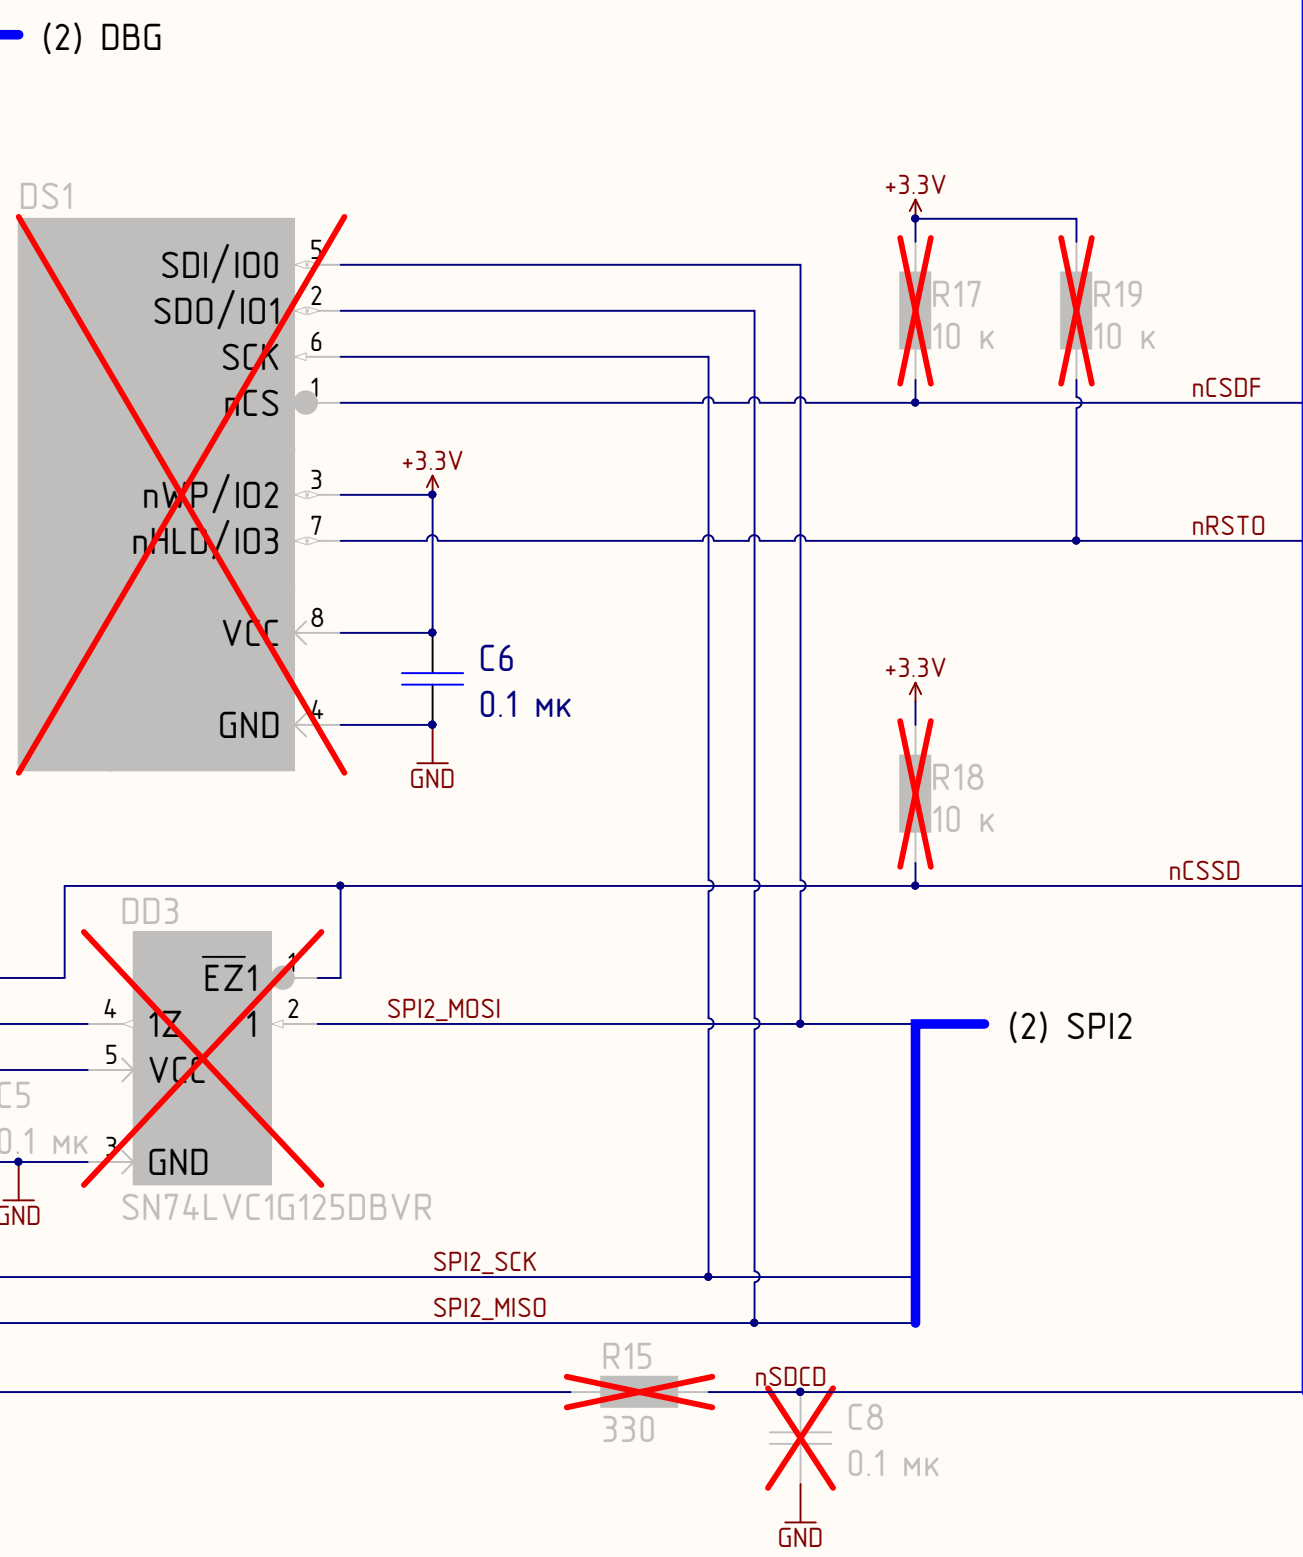 (2) DBG
DS1
+3.3V
SDI/IO0 5
SDO/IO1 2
R17
R19
SCK 6
10 к
10 к
nCS 1
nCSDF
+3.3V
nWP/IO2 3
nHLD/IO3 7
nRSTO
VCC 8
C6
+3.3V
0.1 мк
GND 4
GND
R18
10 к
nCSSD
DD3
EZ1 1
4 1Z 1 2
SPI2_MOSI
(2) SPI2
5 VCC
C5
0.1 мк
3 GND
GND
SN74LVC1G125DBVR
SPI2_SCK
SPI2_MISO
R15
nSDCD
330
C8
0.1 мк
GND